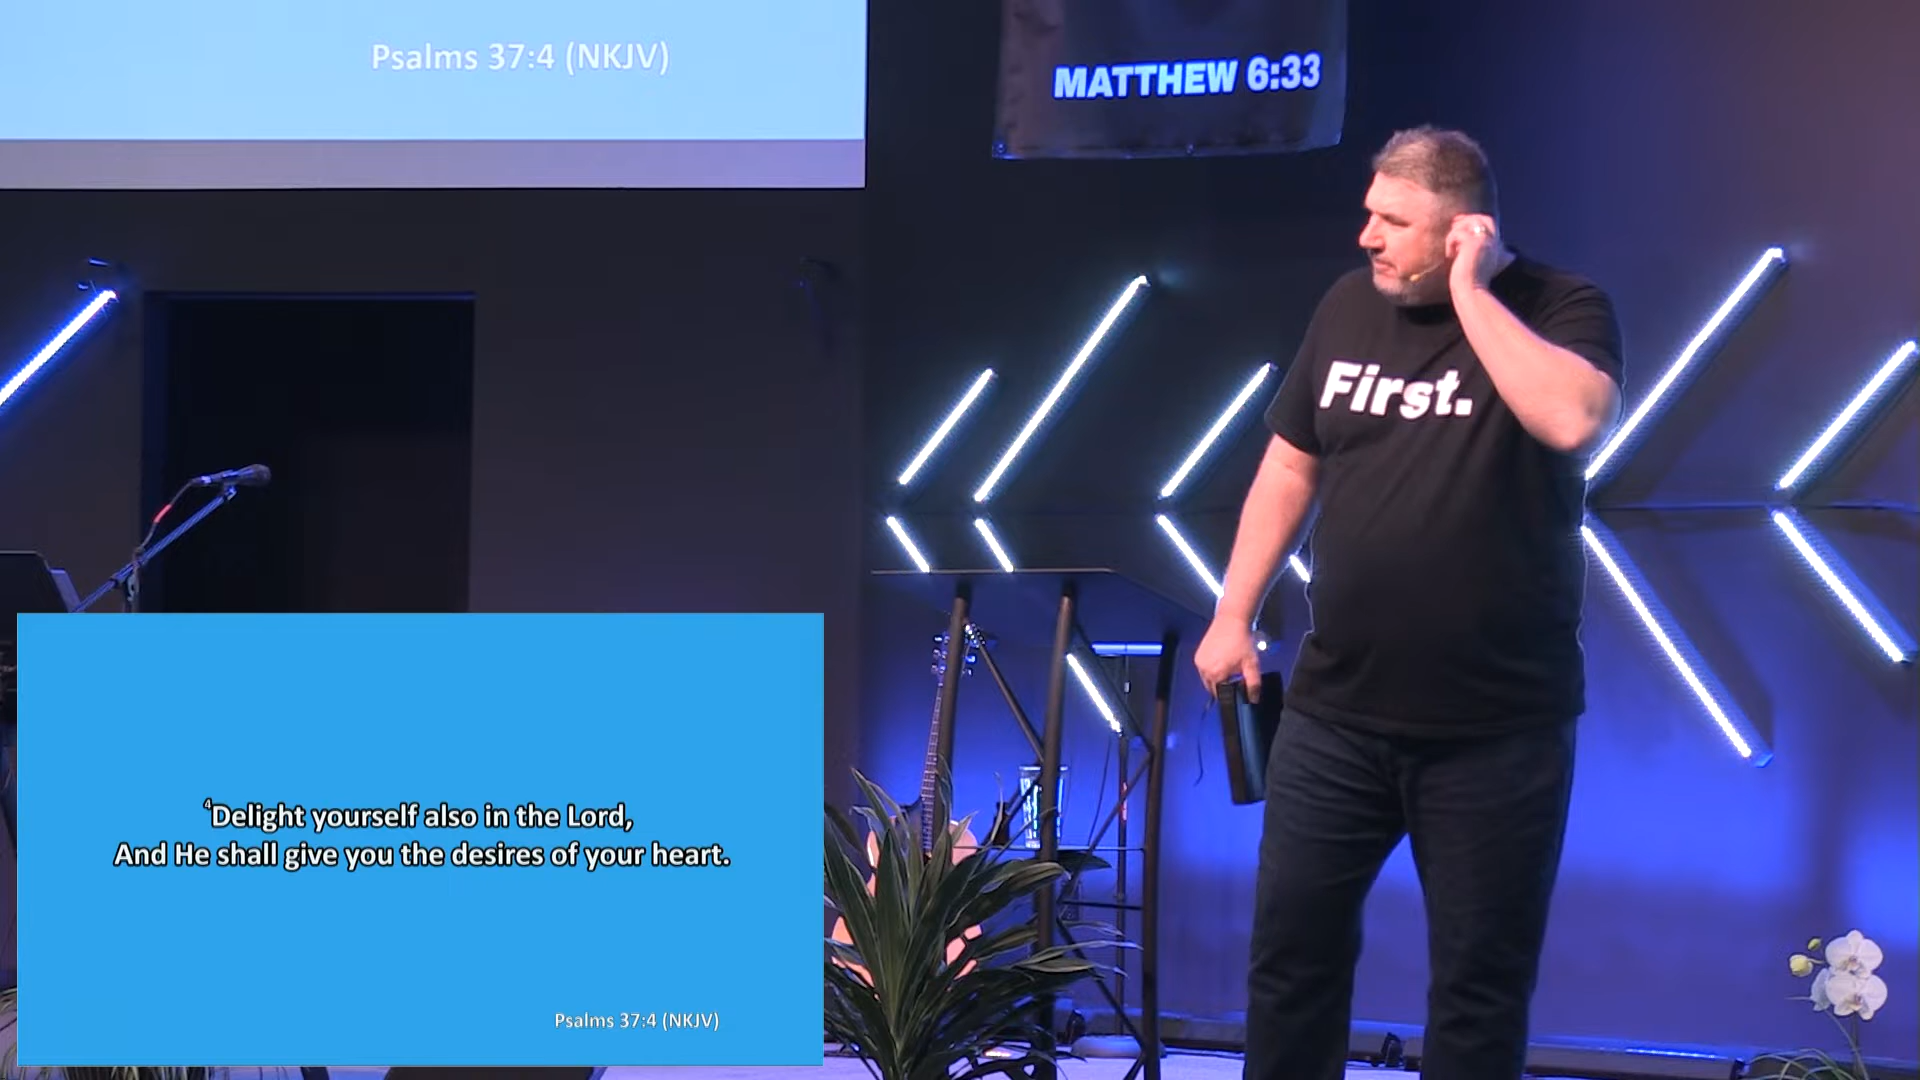 Psalms 37:4 (NKJV)
MATTHEW 6:33
First.
4Delight yourself also in the Lord,
And He shall give you the desires of your heart.
Psalms 37:4 (NKJV)